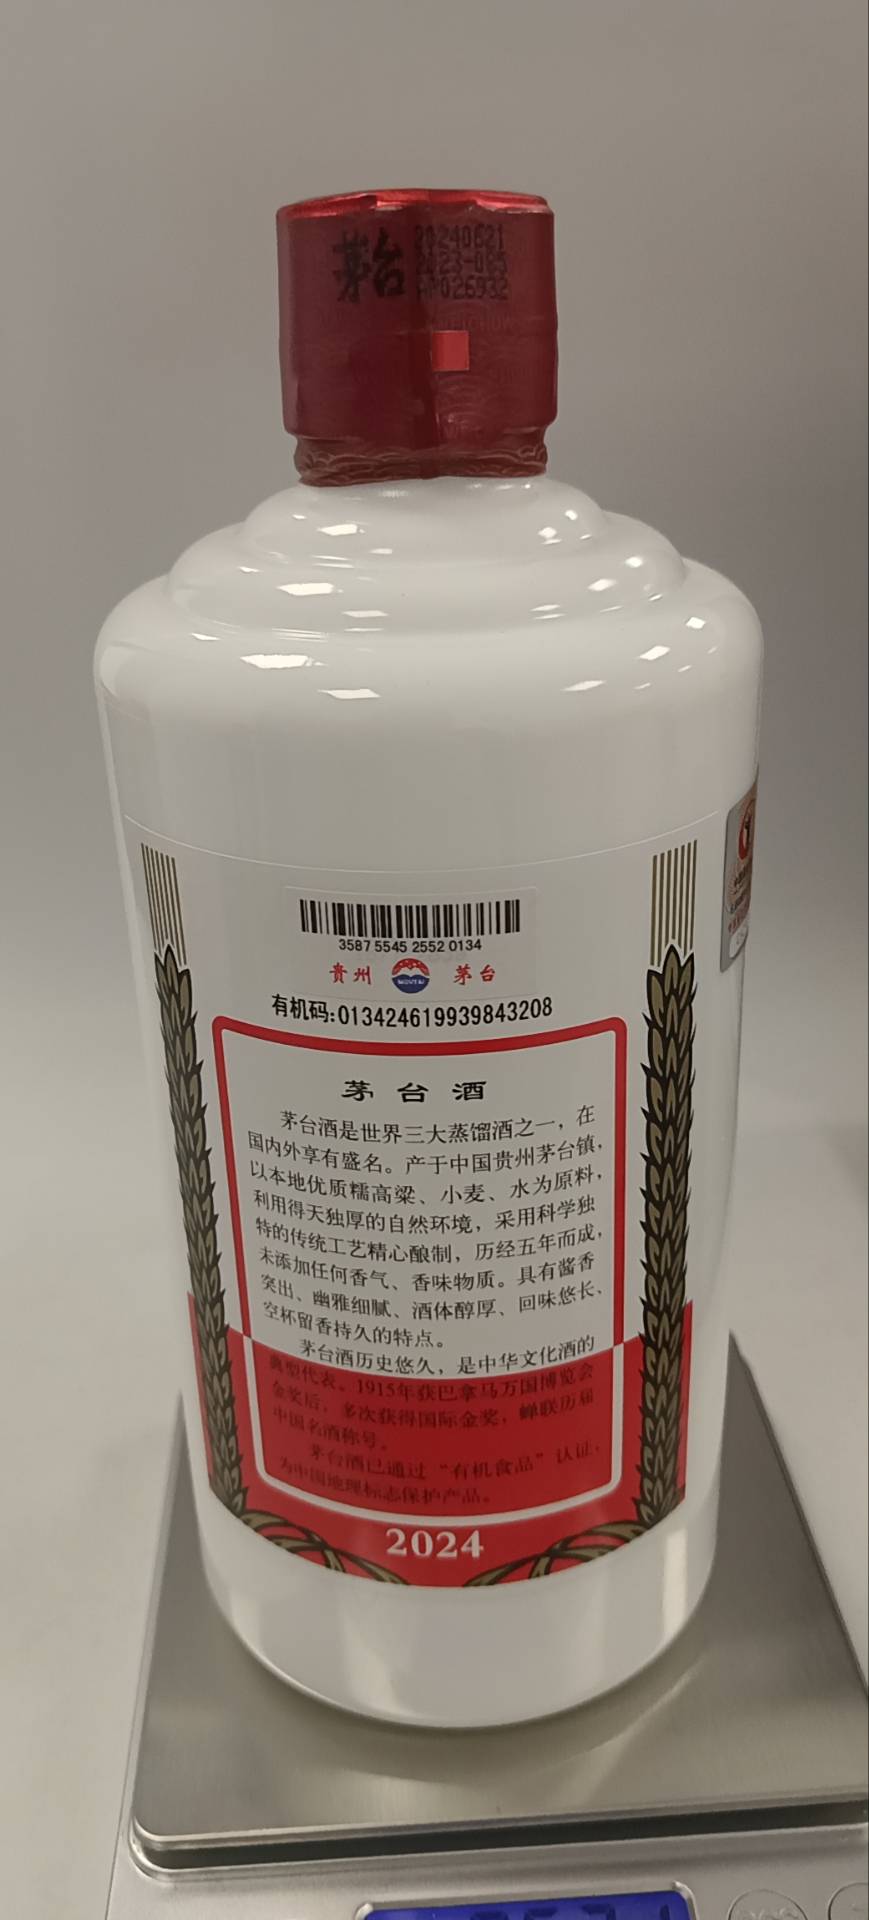 茅台
20240621
2023-085
AP026932
3587 5545 2552 0134
贵州 茅台
MOUTAI
有机码:013424619939843208
茅台酒
茅台酒是世界三大蒸馏酒之一，在
国内外享有盛名。产于中国贵州茅台镇，
以本地优质糯高粱、小麦、水为原料，
利用得天独厚的自然环境，采用科学独
特的传统工艺精心酿制，历经五年而成，
未添加任何香气、香味物质。具有酱香
突出、幽雅细腻、酒体醇厚、回味悠长、
空杯留香持久的特点。
茅台酒历史悠久，是中华文化酒的
典型代表。1915年获巴拿马万国博览会
金奖后，多次获得国际金奖，蝉联历届
中国名酒称号。
茅台酒已通过“有机食品”认证，
为中国地理标志保护产品。
2024